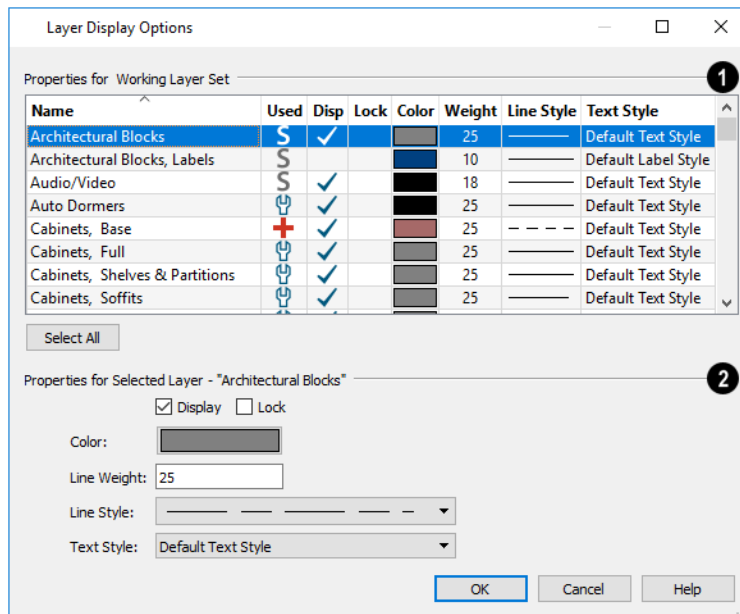 Layer Display Options
Properties for Working Layer Set
1
Name Used Disp Lock Color Weight Line Style Text Style
Architectural Blocks S 25 Default Text Style
Architectural Blocks, Labels S 10 Default Label Style
Audio/Video S 18 Default Text Style
Auto Dormers 25 Default Text Style
Cabinets, Base 25 Default Text Style
Cabinets, Full 25 Default Text Style
Cabinets, Shelves & Partitions 25 Default Text Style
Cabinets, Soffits 25 Default Text Style
Select All
Properties for Selected Layer - "Architectural Blocks"
2
Display Lock
Color:
Line Weight: 25
Line Style:
Text Style: Default Text Style
OK Cancel Help